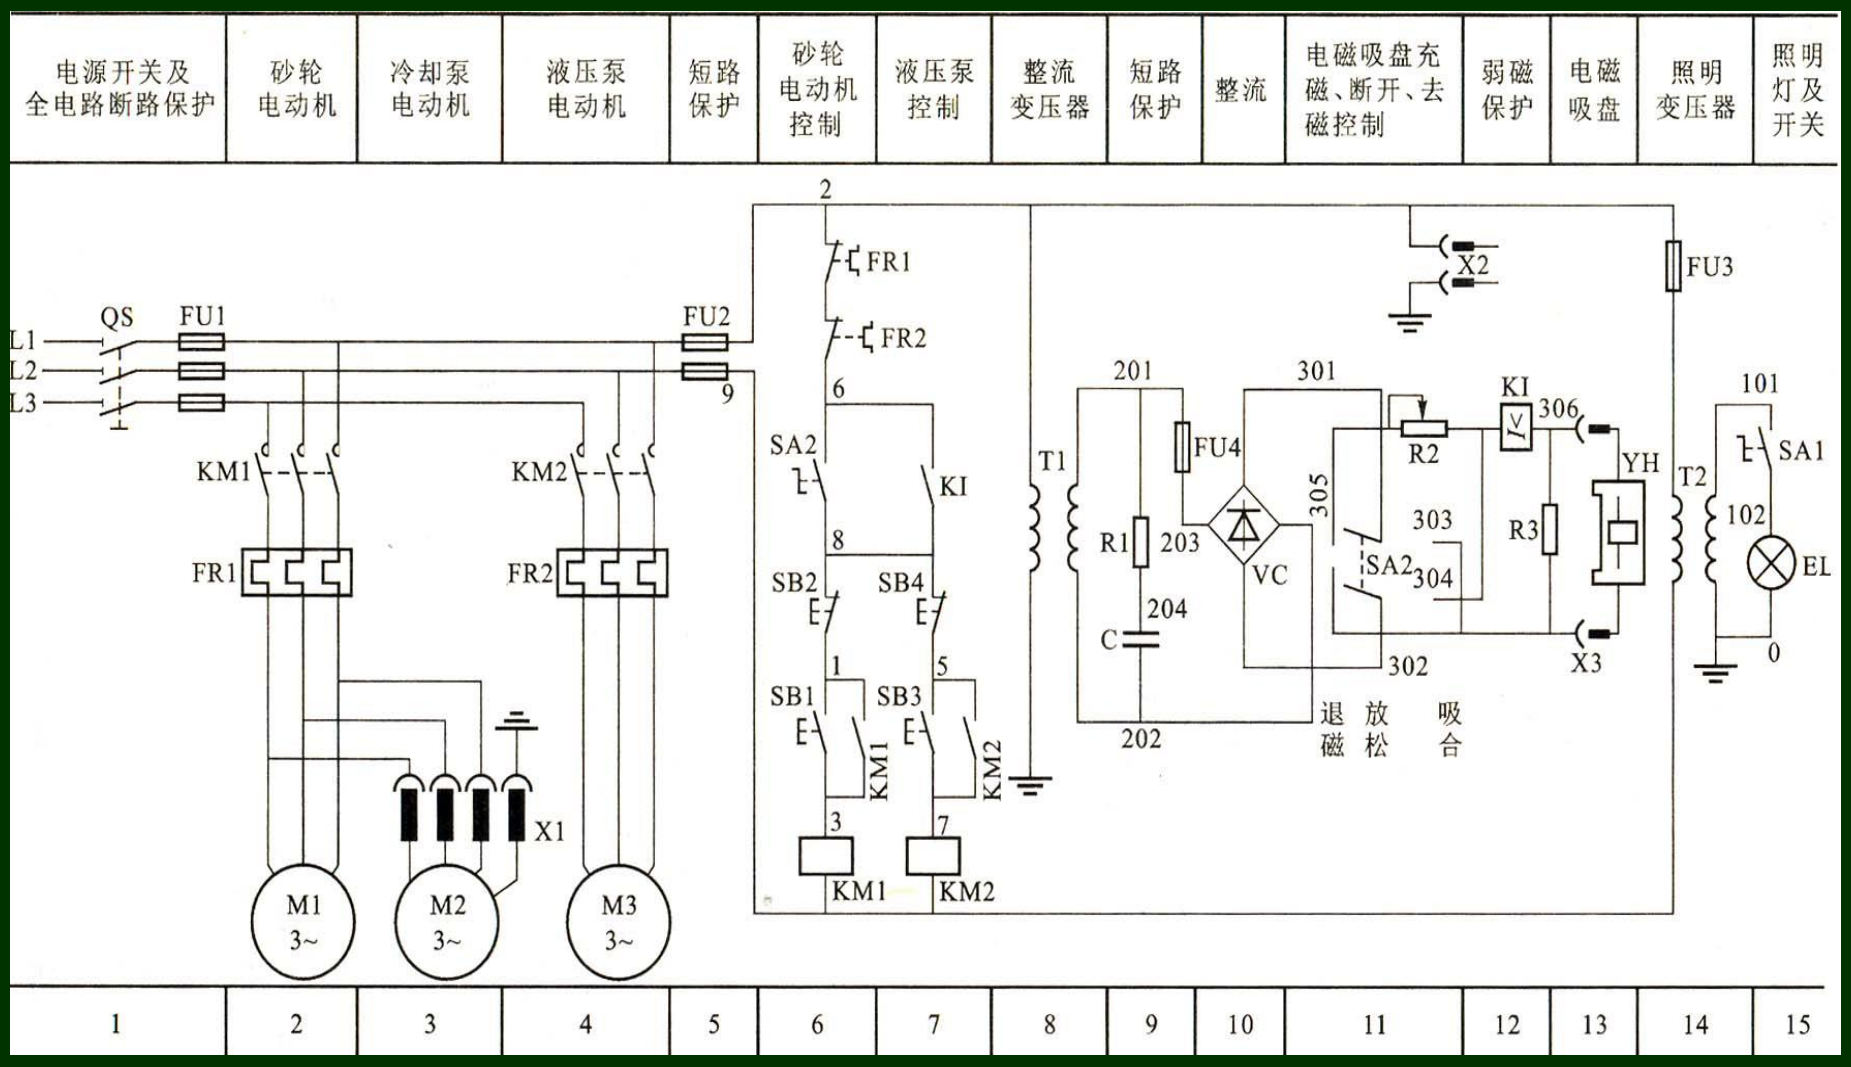 电源开关及
全电路断路保护
砂轮
电动机
冷却泵
电动机
液压泵
电动机
短路
保护
砂轮
电动机
控制
液压泵
控制
整流
变压器
短路
保护
整流
电磁吸盘充
磁、断开、去
磁控制
弱磁
保护
电磁
吸盘
照明
变压器
照明
灯及
开关
2
FR1
FR2
X2
FU3
QS
FU1
FU2
L1
L2
L3
9
6
201
301
KI
306
101
SA2
KI
T1
FU4
R2
YH
T2
SA1
KM1
KM2
305
303
R3
102
8
R1
203
SA2
304
FR1
FR2
SB2
SB4
VC
EL
204
C
1
5
302
X3
0
SB1
SB3
KM1
KM2
202
退磁
放松
吸合
X1
3
7
KM1
KM2
M1
3~
M2
3~
M3
3~
1
2
3
4
5
6
7
8
9
10
11
12
13
14
15